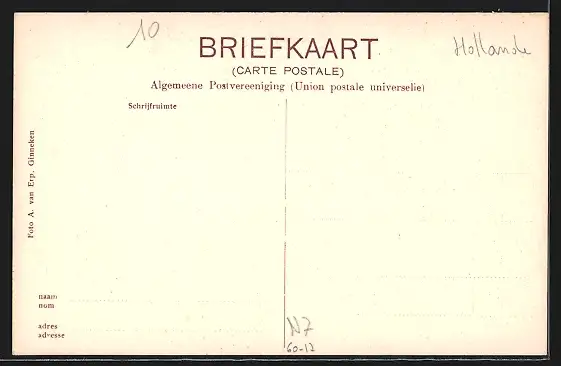 10
BRIEFKAART
Hollande
(CARTE POSTALE)
Algemeene Postvereeniging (Union postale universelle)
Schrijfruimte
Foto A. van Erp, Ginneken
naam
nom
adres
adresse
N7
60-12